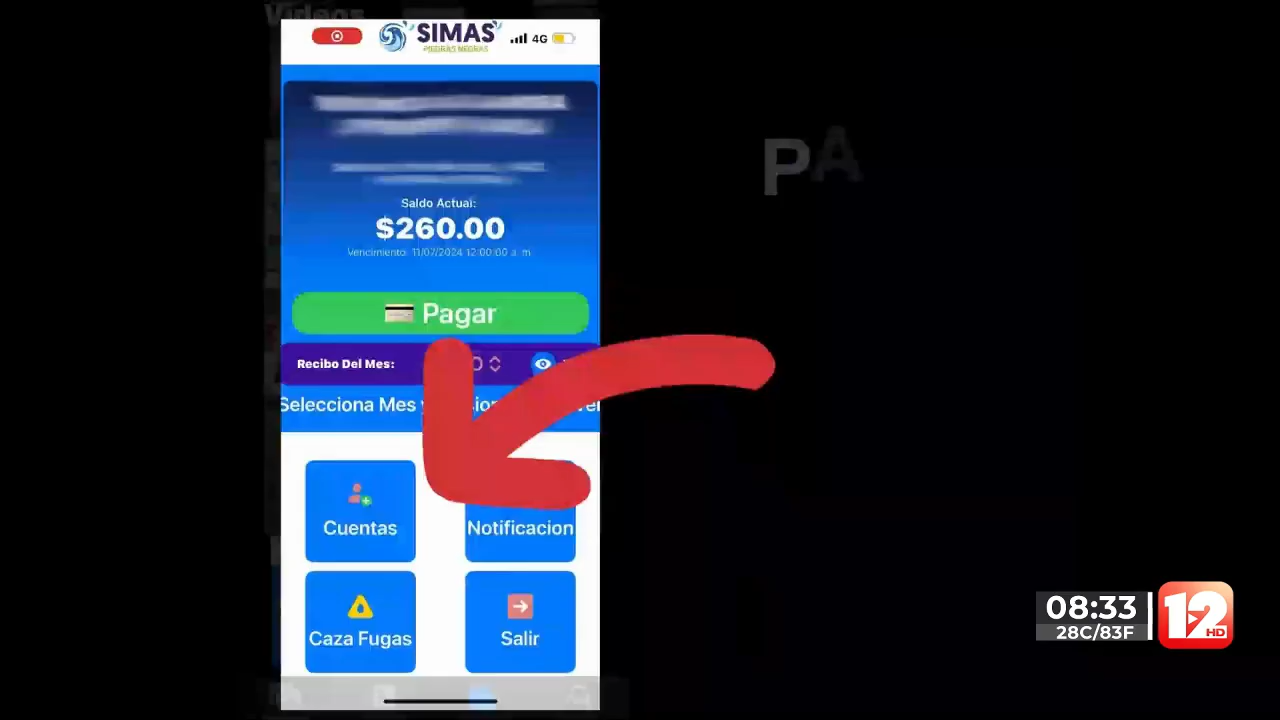 Videos
SIMAS
PIEDRAS NEGRAS
4G
Saldo Actual:
$260.00
Vencimiento: 11/07/2024 12:00:00 a. m
Pagar
Recibo Del Mes:
Selecciona Mes
Cuentas
Notificacion
Caza Fugas
Salir
PA
08:33
28C/83F
12
HD